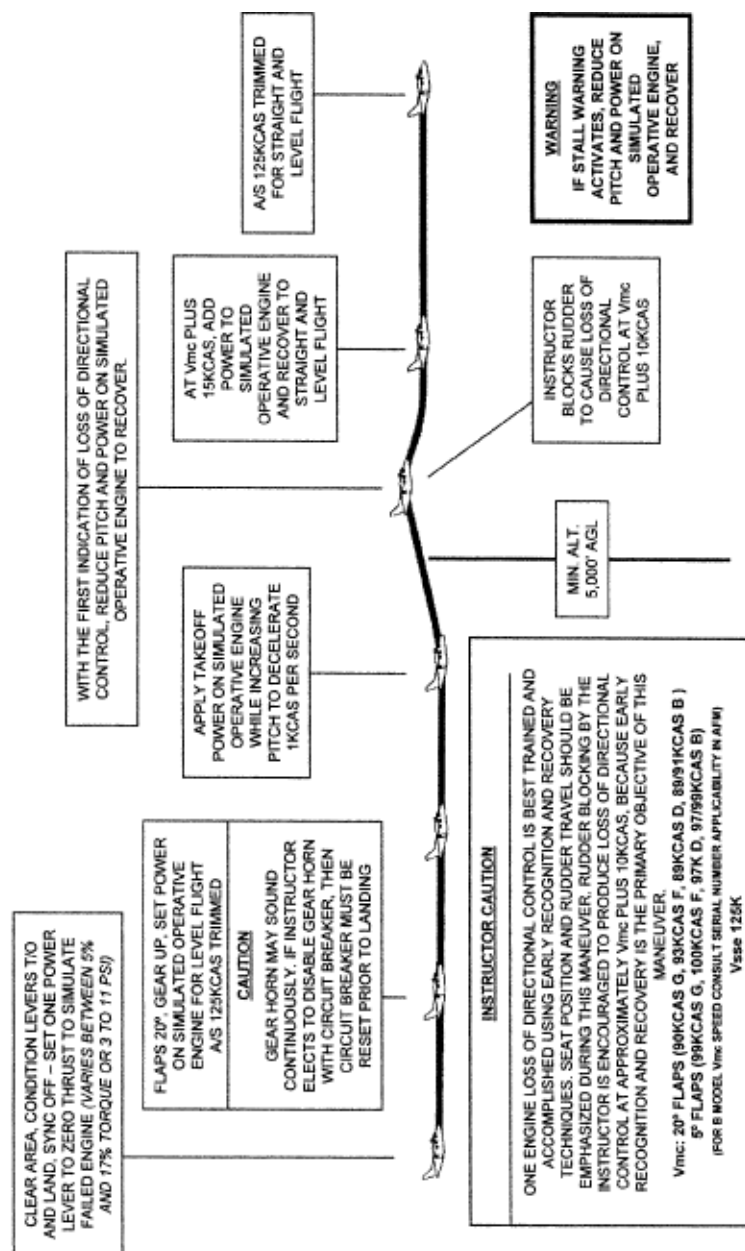 CLEAR AREA, CONDITION LEVERS T/O
AND LAND, SYNC OFF – SET ONE POWER
LEVER TO ZERO THRUST TO SIMULATE
FAILED ENGINE (VARIES BETWEEN 5%
AND 17% TORQUE OR 3 TO 11 PSI)
FLAPS 20°, GEAR UP, SET POWER
ON SIMULATED OPERATIVE
ENGINE FOR LEVEL FLIGHT
A/S 125KCAS TRIMMED
CAUTION
GEAR HORN MAY SOUND
CONTINUOUSLY. IF INSTRUCTOR
ELECTS TO DISABLE GEAR HORN
WITH CIRCUIT BREAKER, THEN
CIRCUIT BREAKER MUST BE
RESET PRIOR TO LANDING
APPLY TAKEOFF
POWER ON SIMULATED
OPERATIVE ENGINE
WHILE INCREASING
PITCH TO DECELERATE
1KCAS PER SECOND
WITH THE FIRST INDICATION OF LOSS OF DIRECTIONAL
CONTROL, REDUCE PITCH AND POWER ON SIMULATED
OPERATIVE ENGINE TO RECOVER.
AT Vmc PLUS
15KCAS, ADD
POWER TO
SIMULATED
OPERATIVE ENGINE
AND RECOVER TO
STRAIGHT AND
LEVEL FLIGHT
A/S 125KCAS TRIMMED
FOR STRAIGHT AND
LEVEL FLIGHT
INSTRUCTOR CAUTION
ONE ENGINE LOSS OF DIRECTIONAL CONTROL IS BEST TRAINED AND
ACCOMPLISHED USING EARLY RECOGNITION AND RECOVERY
TECHNIQUES. SEAT POSITION AND RUDDER TRAVEL SHOULD BE
EMPHASIZED DURING THIS MANEUVER. RUDDER BLOCKING BY THE
INSTRUCTOR IS ENCOURAGED TO PRODUCE LOSS OF DIRECTIONAL
CONTROL AT APPROXIMATELY Vmc PLUS 10KCAS, BECAUSE EARLY
RECOGNITION AND RECOVERY IS THE PRIMARY OBJECTIVE OF THIS
MANEUVER.
Vmc: 20° FLAPS (90KCAS G, 93KCAS F, 89KCAS D, 89/91KCAS B )
5° FLAPS (99KCAS G, 100KCAS F, 97K D, 97/99KCAS B)
(FOR B MODEL Vmc SPEED CONSULT SERIAL NUMBER APPLICABILITY IN AFM)
Vsse 125K
MIN. ALT.
5,000' AGL
INSTRUCTOR
BLOCKS RUDDER
TO CAUSE LOSS OF
DIRECTIONAL
CONTROL AT Vmc
PLUS 10KCAS
WARNING
IF STALL WARNING
ACTIVATES, REDUCE
PITCH AND POWER ON
SIMULATED
OPERATIVE ENGINE,
AND RECOVER